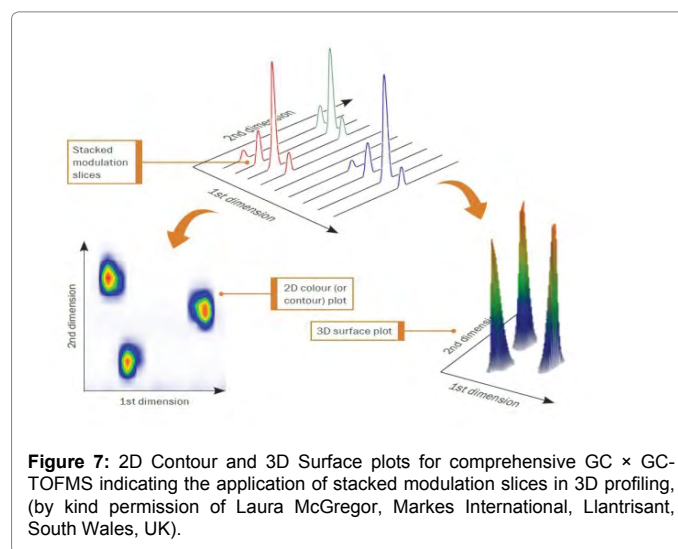 2nd dimension
Stacked
modulation
slices
1st dimension
2D colour (or
contour) plot
2nd dimension
3D surface plot
2nd dimension
1st dimension
1st dimension
Figure 7: 2D Contour and 3D Surface plots for comprehensive GC × GC-
TOFMS indicating the application of stacked modulation slices in 3D profiling,
(by kind permission of Laura McGregor, Markes International, Llantrisant,
South Wales, UK).